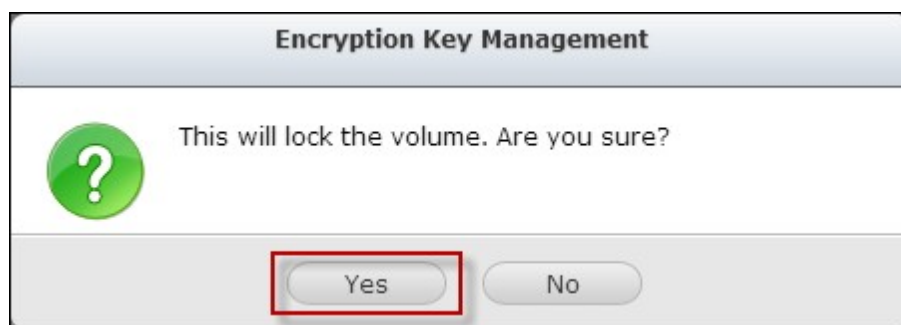 Encryption Key Management
This will lock the volume. Are you sure?
Yes No